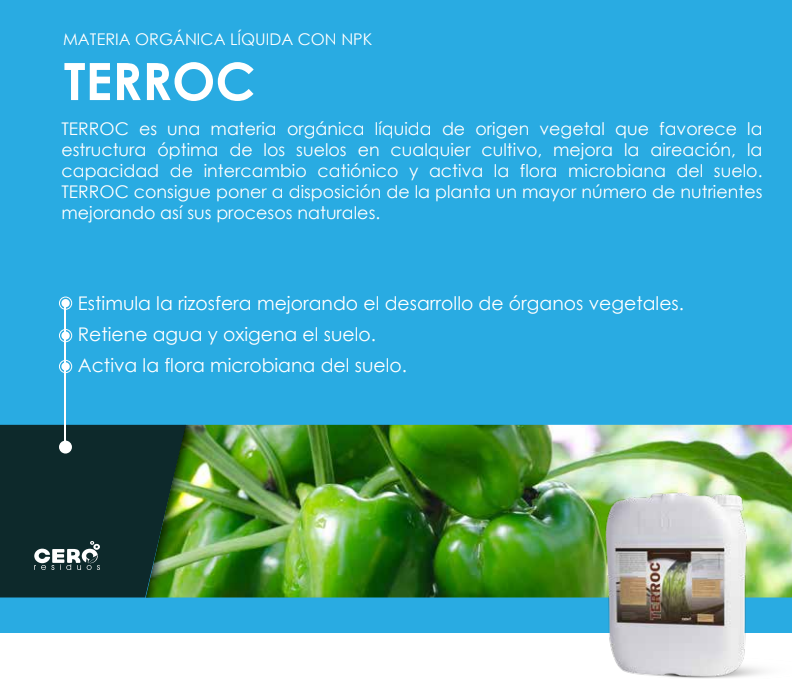 MATERIA ORGÁNICA LÍQUIDA CON NPK
TERROC
TERROC es una materia orgánica líquida de origen vegetal que favorece la
estructura óptima de los suelos en cualquier cultivo, mejora la aireación, la
capacidad de intercambio catiónico y activa la flora microbiana del suelo.
TERROC consigue poner a disposición de la planta un mayor número de nutrientes
mejorando así sus procesos naturales.
Estimula la rizosfera mejorando el desarrollo de órganos vegetales.
Retiene agua y oxigena el suelo.
Activa la flora microbiana del suelo.
CERO
residuos
TERROC